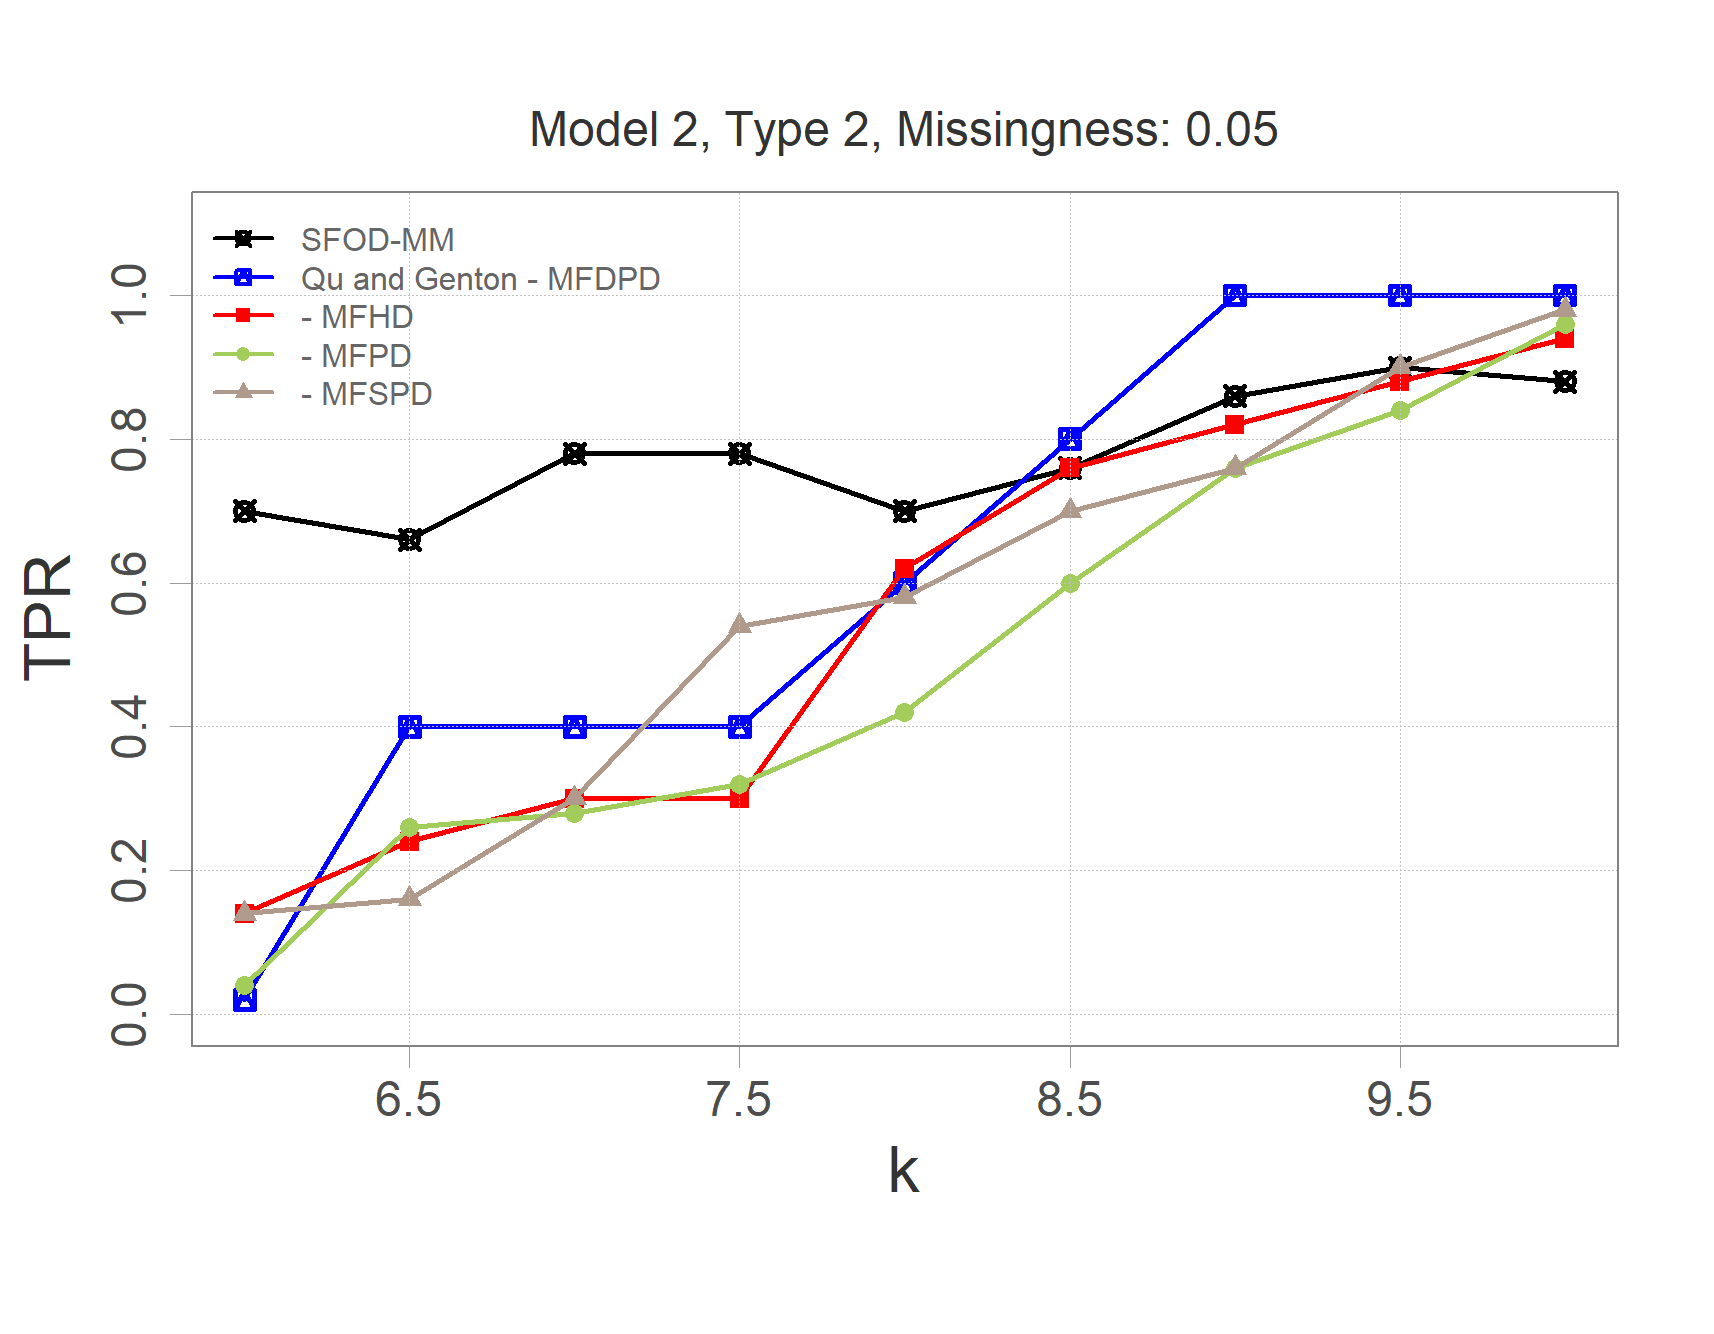 Model 2, Type 2, Missingness: 0.05
SFOD-MM
Qu and Genton - MFDPD
- MFHD
- MFPD
- MFSPD
TPR
1.0
0.8
0.6
0.4
0.2
0.0
6.5 7.5 8.5 9.5
k